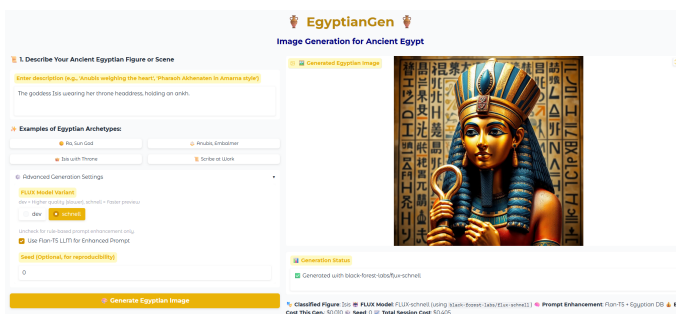 EgyptianGen
Image Generation for Ancient Egypt
1. Describe Your Ancient Egyptian Figure or Scene
Enter description (e.g., 'Anubis weighing the heart', 'Pharaoh Akhenaten in Amarna style')
The goddess Isis wearing her throne headdress, holding an ankh.
Examples of Egyptian Archetypes:
Ra, Sun God
Anubis, Embalmer
Isis with Throne
Scribe at Work
Advanced Generation Settings
FLUX Model Variant
dev = higher quality (slower), schnell = faster preview
dev
schnell
Uncheck for rule-based prompt enhancement only
Use Flan-T5 LLM for Enhanced Prompt
Seed (Optional, for reproducibility)
0
Generate Egyptian Image
Generated Egyptian Image
Generation Status
Generated with black-forest-labs/flux-schnell
Classified Figure: Isis FLUX Model: FLUX-schnell (using black-forest-labs/flux-schnell) Prompt Enhancement: Flan-T5 + Egyptian DB
Cost This Gen: $0.010 Seed: 0 Total Session Cost: $0.405